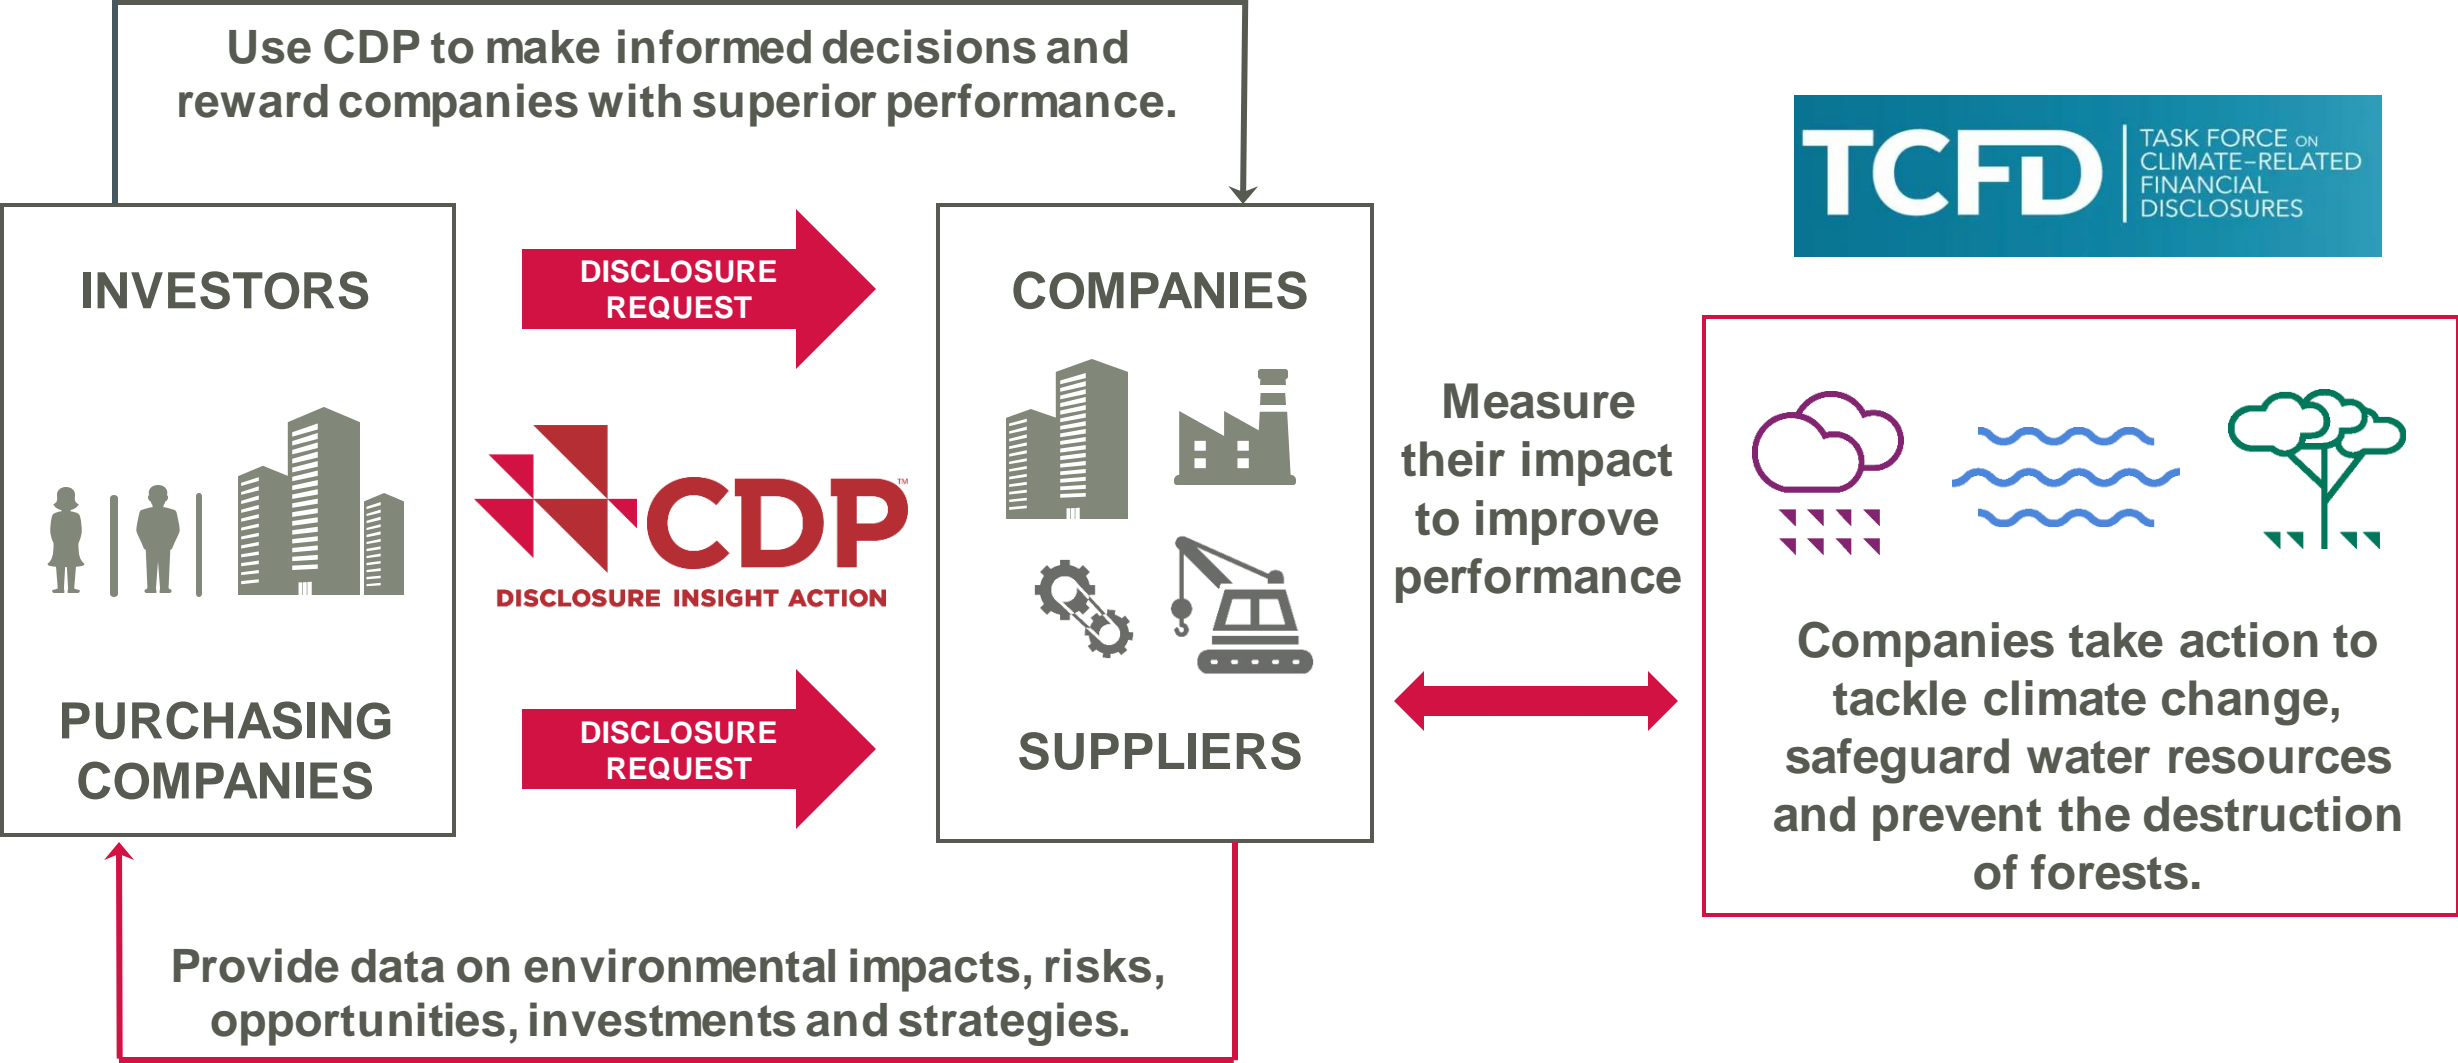 Use CDP to make informed decisions and
reward companies with superior performance.
TCFD
TASK FORCE ON
CLIMATE-RELATED
FINANCIAL
DISCLOSURES
INVESTORS
DISCLOSURE
REQUEST
COMPANIES
Measure
their impact
to improve
performance
CDP™
DISCLOSURE INSIGHT ACTION
PURCHASING
COMPANIES
DISCLOSURE
REQUEST
SUPPLIERS
Companies take action to
tackle climate change,
safeguard water resources
and prevent the destruction
of forests.
Provide data on environmental impacts, risks,
opportunities, investments and strategies.